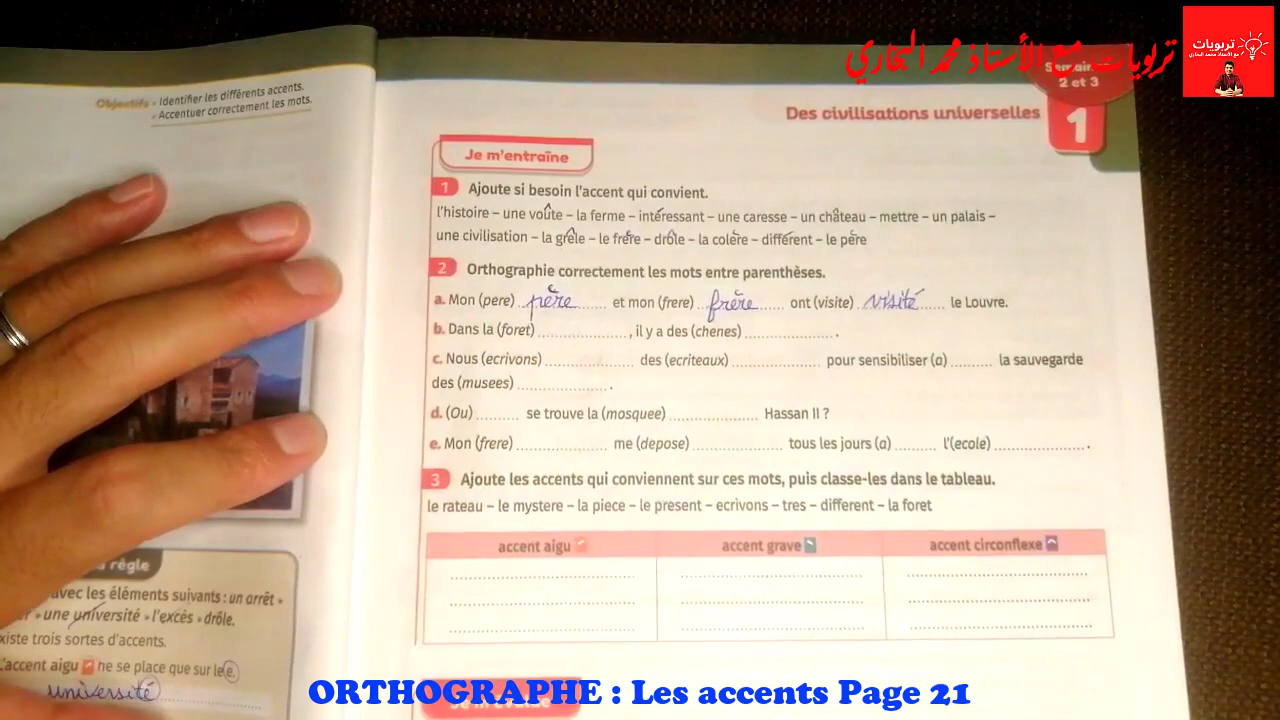 تربويات مع الأستاذ محمد البخاري
تربويات
مع الأستاذ محمد البخاري
Objectifs • Identifier les différents accents.
• Accentuer correctement les mots.
Semaines
2 et 3
Des civilisations universelles
1
Je m'entraîne
1 Ajoute si besoin l'accent qui convient.
l'histoire – une voûte – la ferme – intéressant – une caresse – un château – mettre – un palais –
une civilisation – la grêle – le frère – drôle – la colère – différent – le père
2 Orthographie correctement les mots entre parenthèses.
a. Mon (pere) père et mon (frere) frère ont (visite) visité le Louvre.
b. Dans la (foret) , il y a des (chenes) .
c. Nous (ecrivons) des (ecriteaux) pour sensibiliser (a) la sauvegarde
des (musees) .
d. (Ou) se trouve la (mosquee) Hassan II ?
e. Mon (frere) me (depose) tous les jours (a) l'(ecole) .
3 Ajoute les accents qui conviennent sur ces mots, puis classe-les dans le tableau.
le rateau – le mystere – la piece – le present – ecrivons – tres – different – la foret
accent aigu accent grave accent circonflexe
règle
avec les éléments suivants : un arrêt •
• une université • l'excès • drôle.
existe trois sortes d'accents.
L'accent aigu ne se place que sur le e.
université
ORTHOGRAPHE : Les accents Page 21